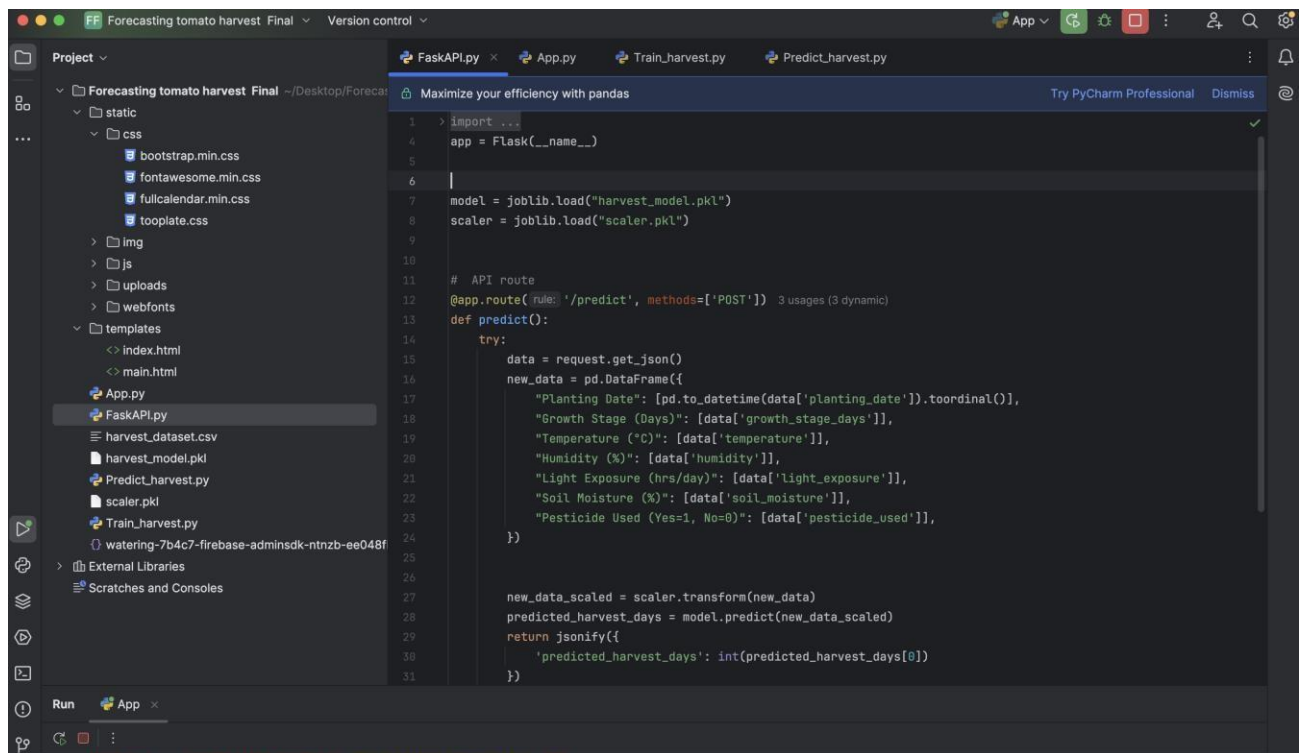 FF Forecasting tomato harvest Final Version control App
Project
FaskAPI.py App.py Train_harvest.py Predict_harvest.py
Forecasting tomato harvest Final ~/Desktop/Forecas
static
css
bootstrap.min.css
fontawesome.min.css
fullcalendar.min.css
tooplate.css
img
js
uploads
webfonts
templates
index.html
main.html
App.py
FaskAPI.py
harvest_dataset.csv
harvest_model.pkl
Predict_harvest.py
scaler.pkl
Train_harvest.py
watering-7b4c7-firebase-adminsdk-ntnzb-ee048f
External Libraries
Scratches and Consoles
Maximize your efficiency with pandas Try PyCharm Professional Dismiss
1 import ...
4 app = Flask(__name__)
5
6
7 model = joblib.load("harvest_model.pkl")
8 scaler = joblib.load("scaler.pkl")
9
10
11 # API route
12 @app.route( rule: '/predict', methods=['POST']) 3 usages (3 dynamic)
13 def predict():
14 try:
15 data = request.get_json()
16 new_data = pd.DataFrame({
17 "Planting Date": [pd.to_datetime(data['planting_date']).toordinal()],
18 "Growth Stage (Days)": [data['growth_stage_days']],
19 "Temperature (°C)": [data['temperature']],
20 "Humidity (%)": [data['humidity']],
21 "Light Exposure (hrs/day)": [data['light_exposure']],
22 "Soil Moisture (%)": [data['soil_moisture']],
23 "Pesticide Used (Yes=1, No=0)": [data['pesticide_used']],
24 })
25
26
27 new_data_scaled = scaler.transform(new_data)
28 predicted_harvest_days = model.predict(new_data_scaled)
29 return jsonify({
30 'predicted_harvest_days': int(predicted_harvest_days[0])
31 })
Run App